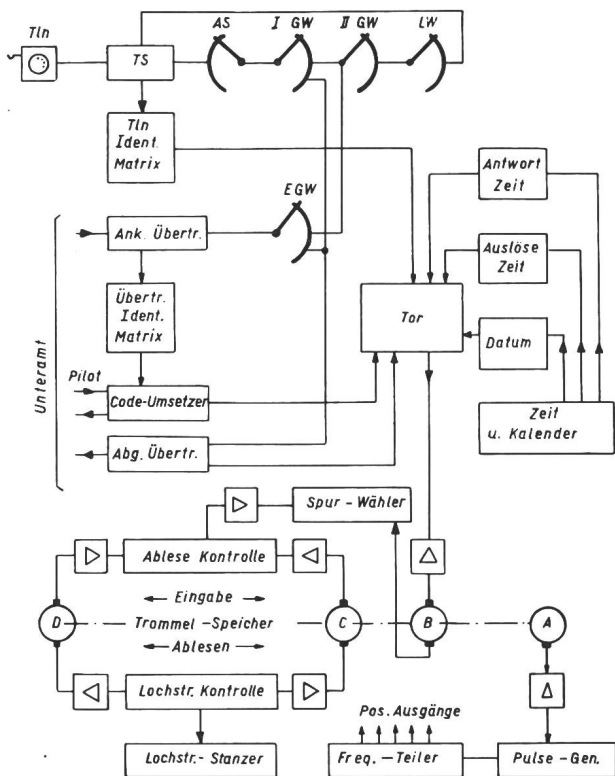 Tln
AS
I GW
II GW
LW
TS
Tln
Ident.
Matrix
Antwort
Zeit
EGW
Ank. Übertr.
Auslöse
Zeit
Übertr.
Ident.
Matrix
Tor
Datum
Unteramt
Pilot
Code-Umsetzer
Zeit
u. Kalender
Abg. Übertr.
Spur-Wähler
Ablese Kontrolle
Eingabe
D
Trommel-Speicher
C
B
A
Ablesen
Lochstr. Kontrolle
Pos. Ausgänge
Lochstr.-Stanzer
Freq.-Teiler
Pulse-Gen.